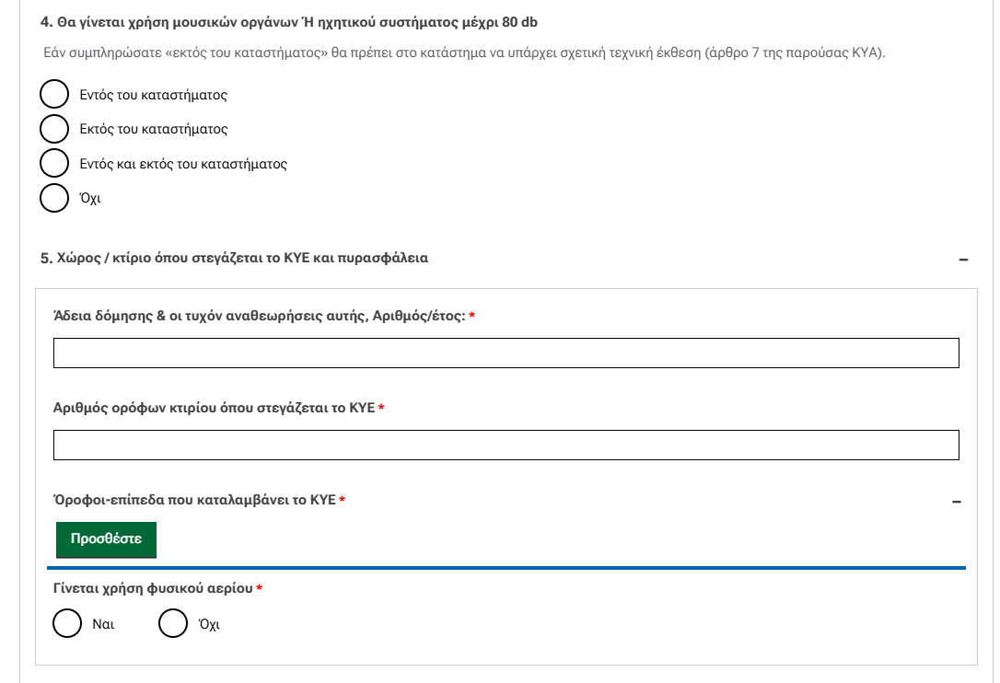 4. Θα γίνεται χρήση μουσικών οργάνων Ή ηχητικού συστήματος μέχρι 80 db
Εάν συμπληρώσατε «εκτός του καταστήματος» θα πρέπει στο κατάστημα να υπάρχει σχετική τεχνική έκθεση (άρθρο 7 της παρούσας ΚΥΑ).
Εντός του καταστήματος
Εκτός του καταστήματος
Εντός και εκτός του καταστήματος
Όχι
5. Χώρος / κτίριο όπου στεγάζεται το ΚΥΕ και πυρασφάλεια
Άδεια δόμησης & οι τυχόν αναθεωρήσεις αυτής, Αριθμός/έτος: *
Αριθμός ορόφων κτιρίου όπου στεγάζεται το ΚΥΕ *
Όροφοι-επίπεδα που καταλαμβάνει το ΚΥΕ *
Προσθέστε
Γίνεται χρήση φυσικού αερίου *
Ναι Όχι